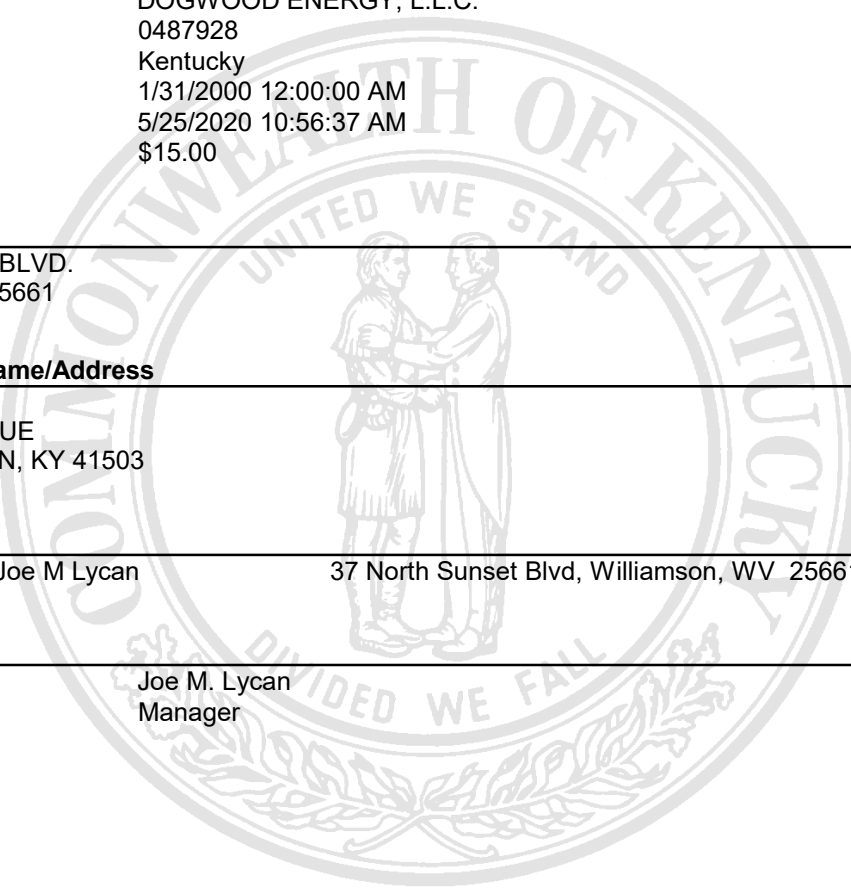 DOGWOOD ENERGY, L.L.C.
0487928
Kentucky
1/31/2000 12:00:00 AM
5/25/2020 10:56:37 AM
$15.00
COMMONWEALTH OF KENTUCKY
UNITED WE STAND
BLVD.
5661
ame/Address
UE
N, KY 41503
Joe M Lycan 37 North Sunset Blvd, Williamson, WV 25661
DIVIDED WE FALL
Joe M. Lycan
Manager